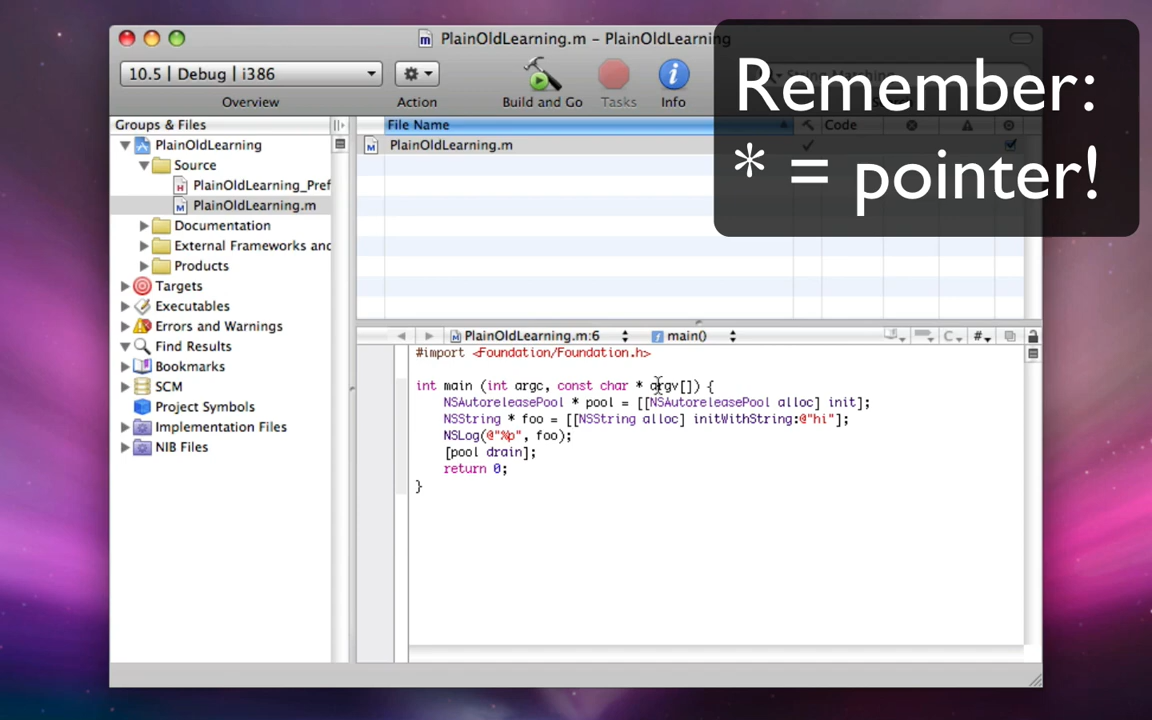 PlainOldLearning.m – PlainOldLearning
Remember:
* = pointer!
10.5 | Debug | i386
Overview
Action
Build and Go
Tasks
Info
String Matching
Groups & Files
PlainOldLearning
Source
PlainOldLearning_Pref
PlainOldLearning.m
Documentation
External Frameworks and
Products
Targets
Executables
Errors and Warnings
Find Results
Bookmarks
SCM
Project Symbols
Implementation Files
NIB Files
File Name
Code
PlainOldLearning.m
PlainOldLearning.m:6
main()
C
#
#import <Foundation/Foundation.h>
int main (int argc, const char * argv[]) {
NSAutoreleasePool * pool = [[NSAutoreleasePool alloc] init];
NSString * foo = [[NSString alloc] initWithString:@"hi"];
NSLog(@"%p", foo);
[pool drain];
return 0;
}